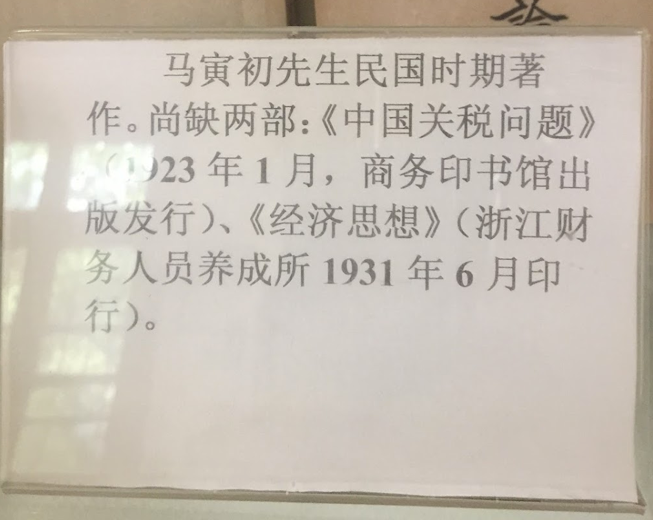 马寅初先生民国时期著
作。尚缺两部：《中国关税问题》
（1923 年 1 月，商务印书馆出
版发行）、《经济思想》（浙江财
务人员养成所 1931 年 6 月印
行）。